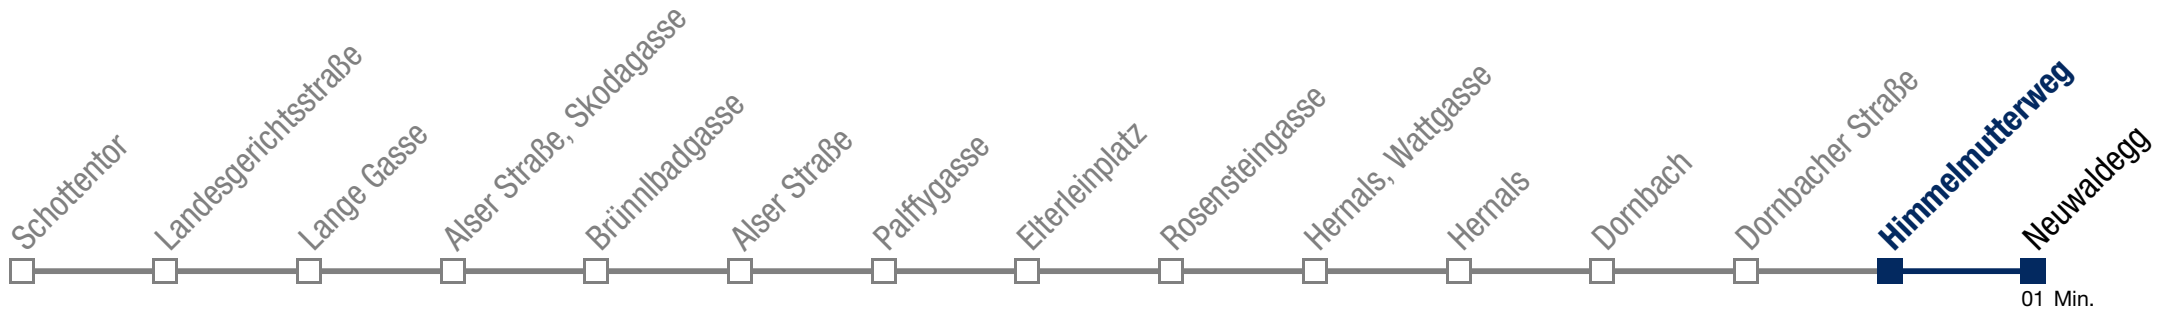 Schottentor
Landesgerichtsstraße
Lange Gasse
Alser Straße, Skodagasse
Brünnlbadgasse
Alser Straße
Palffygasse
Elterleinplatz
Rosensteingasse
Hernals, Wattgasse
Hernals
Dornbach
Dornbacher Straße
Himmelmutterweg
Neuwaldegg
01 Min.